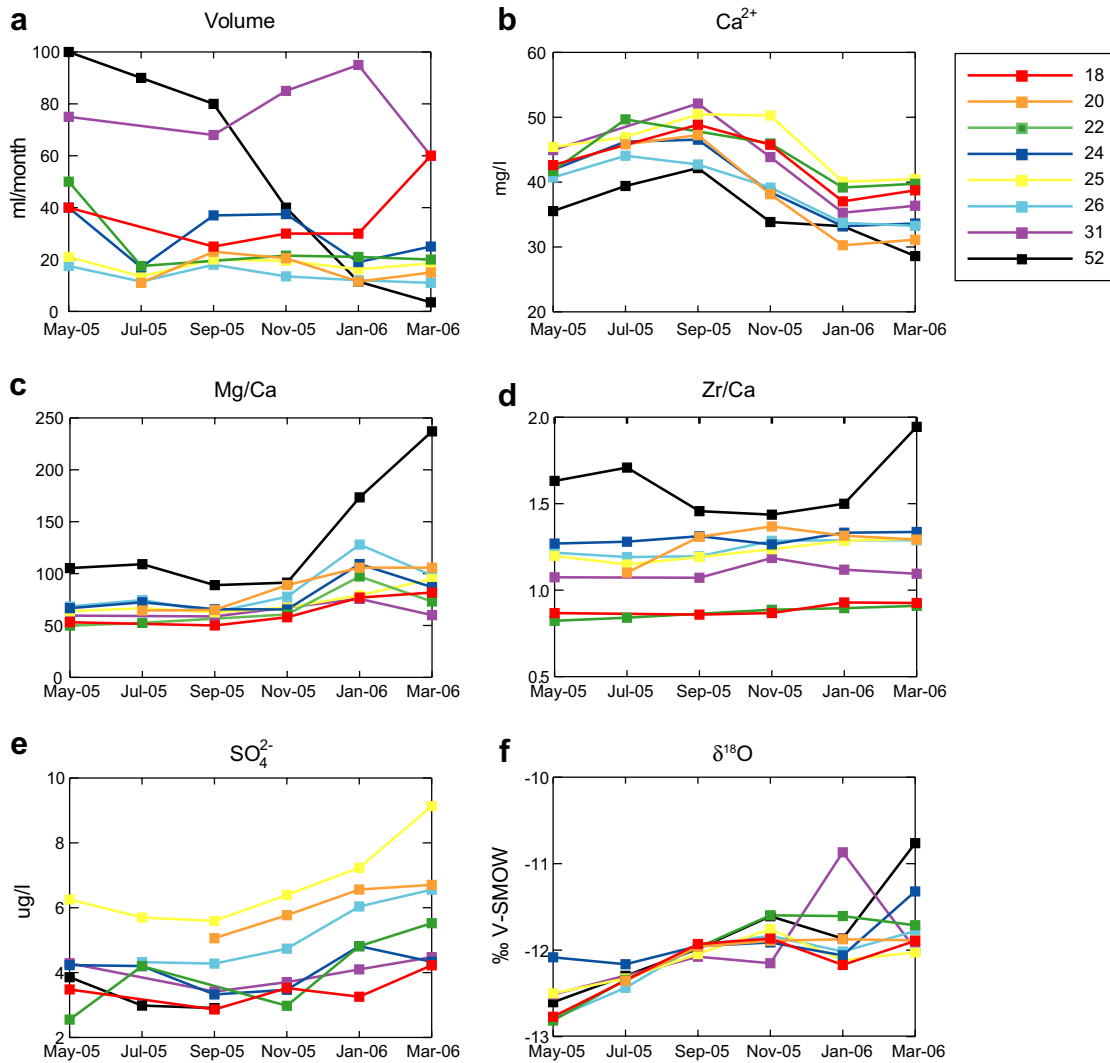 a Volume
100
80
60
40
20
0
ml/month
May-05 Jul-05 Sep-05 Nov-05 Jan-06 Mar-06
b Ca2+
60
50
40
30
20
mg/l
May-05 Jul-05 Sep-05 Nov-05 Jan-06 Mar-06
18
20
22
24
25
26
31
52
c Mg/Ca
250
200
150
100
50
0
May-05 Jul-05 Sep-05 Nov-05 Jan-06 Mar-06
d Zr/Ca
2.0
1.5
1.0
0.5
May-05 Jul-05 Sep-05 Nov-05 Jan-06 Mar-06
e SO4 2-
10
8
6
4
2
ug/l
May-05 Jul-05 Sep-05 Nov-05 Jan-06 Mar-06
f δ18O
-10
-11
-12
-13
‰ V-SMOW
May-05 Jul-05 Sep-05 Nov-05 Jan-06 Mar-06